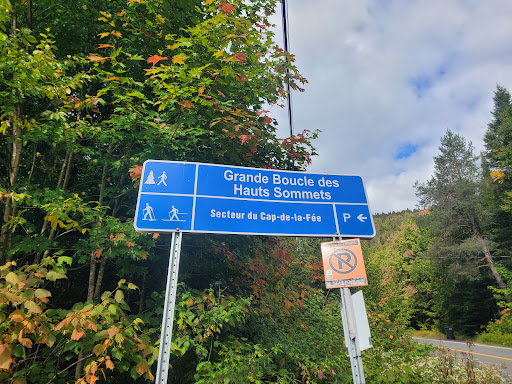 Grande Boucle des
Hauts Sommets
Secteur du Cap-de-la-Fée
P ←
P